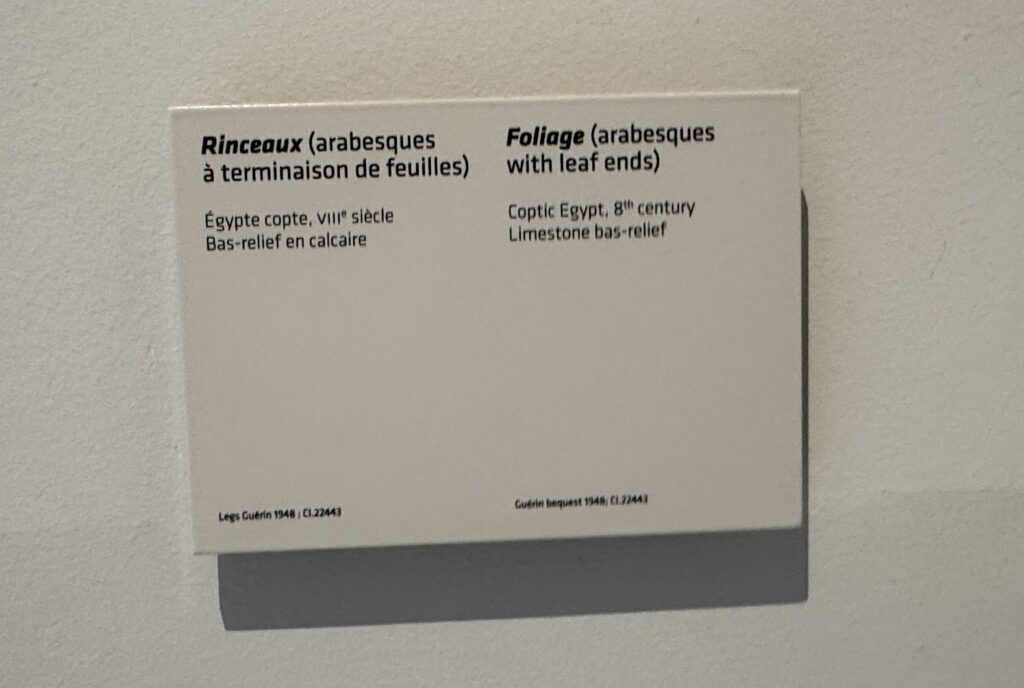 Rinceaux (arabesques
à terminaison de feuilles)
Égypte copte, VIIIᵉ siècle
Bas-relief en calcaire
Legs Guérin 1948 ; Cl.22443
Foliage (arabesques
with leaf ends)
Coptic Egypt, 8ᵗʰ century
Limestone bas-relief
Guérin bequest 1948; Cl.22443